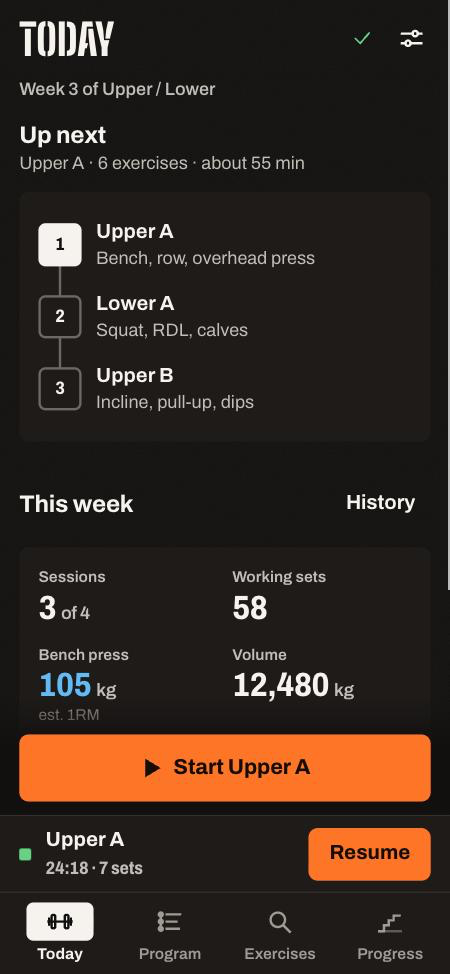 TODAY
Week 3 of Upper / Lower
Up next
Upper A · 6 exercises · about 55 min
1
Upper A
Bench, row, overhead press
2
Lower A
Squat, RDL, calves
3
Upper B
Incline, pull-up, dips
This week
History
Sessions
3 of 4
Working sets
58
Bench press
105 kg
est. 1RM
Volume
12,480 kg
Start Upper A
Upper A
24:18 · 7 sets
Resume
Today
Program
Exercises
Progress